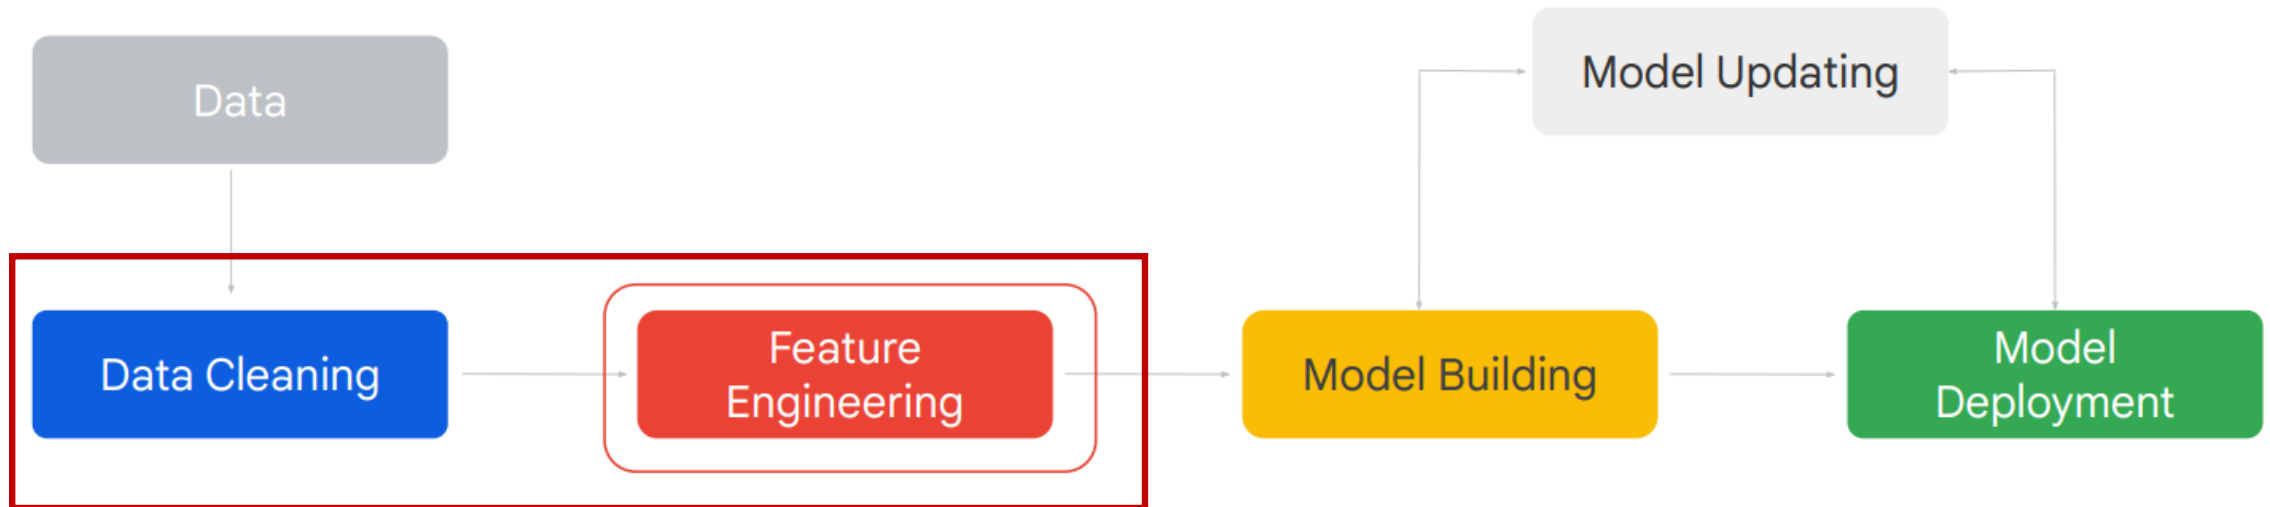 Data
Model Updating
Data Cleaning
Feature
Engineering
Model Building
Model
Deployment